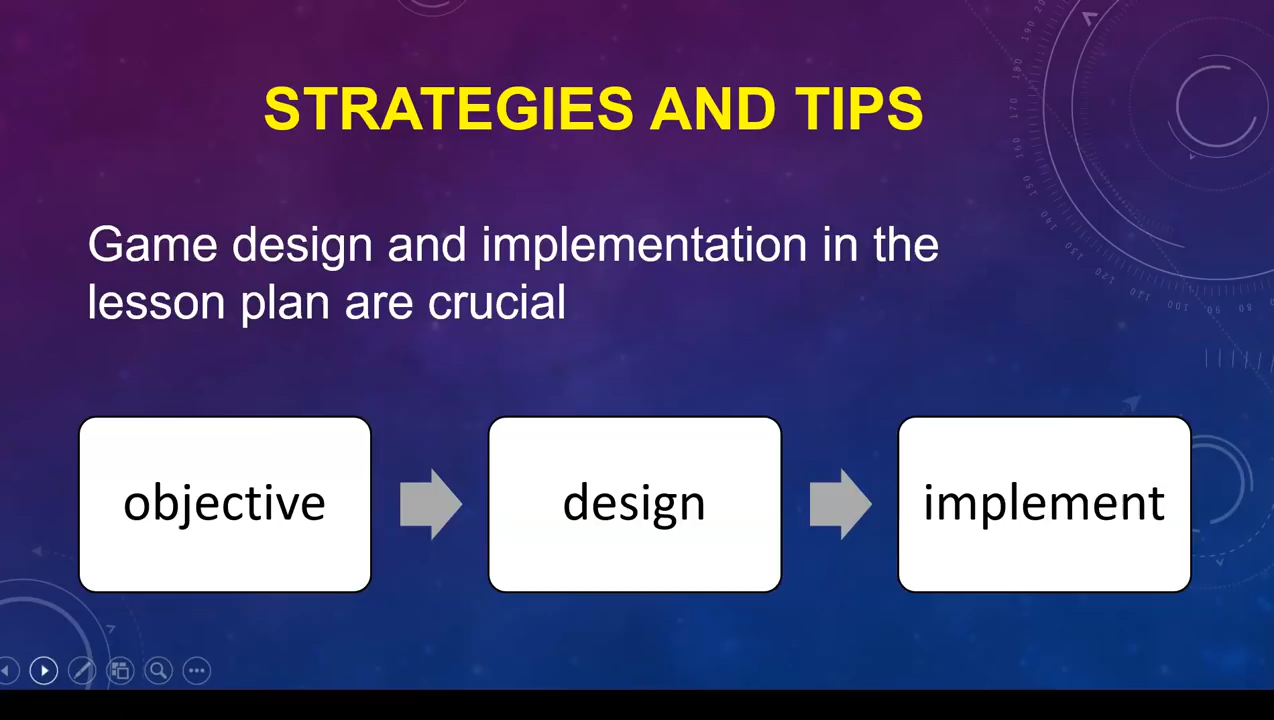 STRATEGIES AND TIPS
Game design and implementation in the
lesson plan are crucial
objective
design
implement